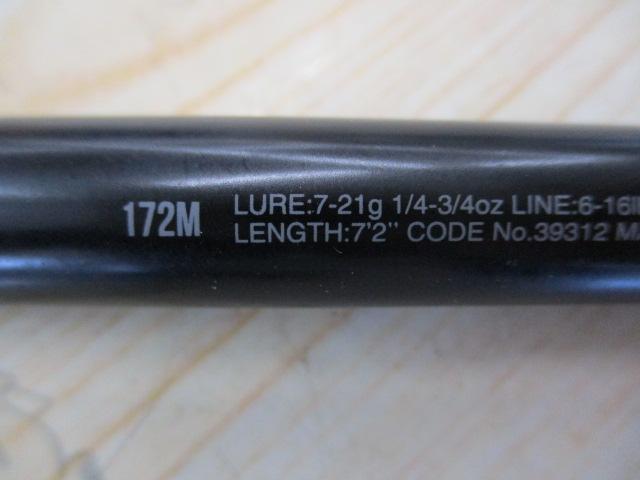 172M
LURE:7-21g 1/4-3/4oz LINE:6-16
LENGTH:7'2" CODE No.39312